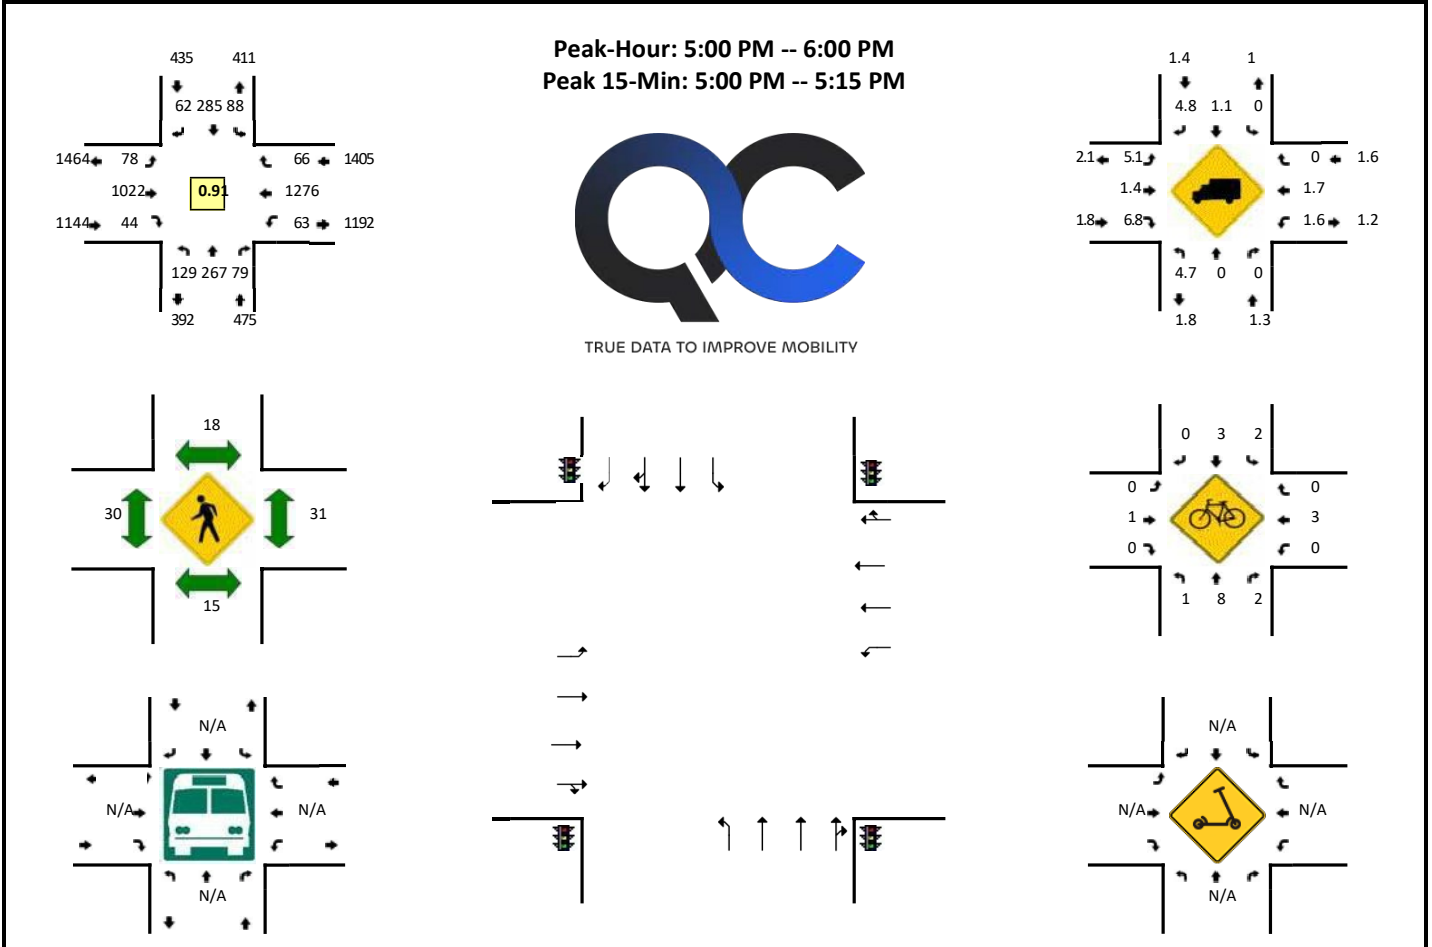 Peak-Hour: 5:00 PM -- 6:00 PM
Peak 15-Min: 5:00 PM -- 5:15 PM
435 411
62 285 88
1464 78 66 1405
1022 0.91 1276
1144 44 63 1192
129 267 79
392 475
QC
TRUE DATA TO IMPROVE MOBILITY
1.4 1
4.8 1.1 0
2.1 5.1 0 1.6
1.4 1.7
1.8 6.8 1.6 1.2
4.7 0 0
1.8 1.3
18
30 31
15
0 3 2
0 0
1 3
0 0
1 8 2
N/A
N/A N/A
N/A
N/A
N/A N/A
N/A